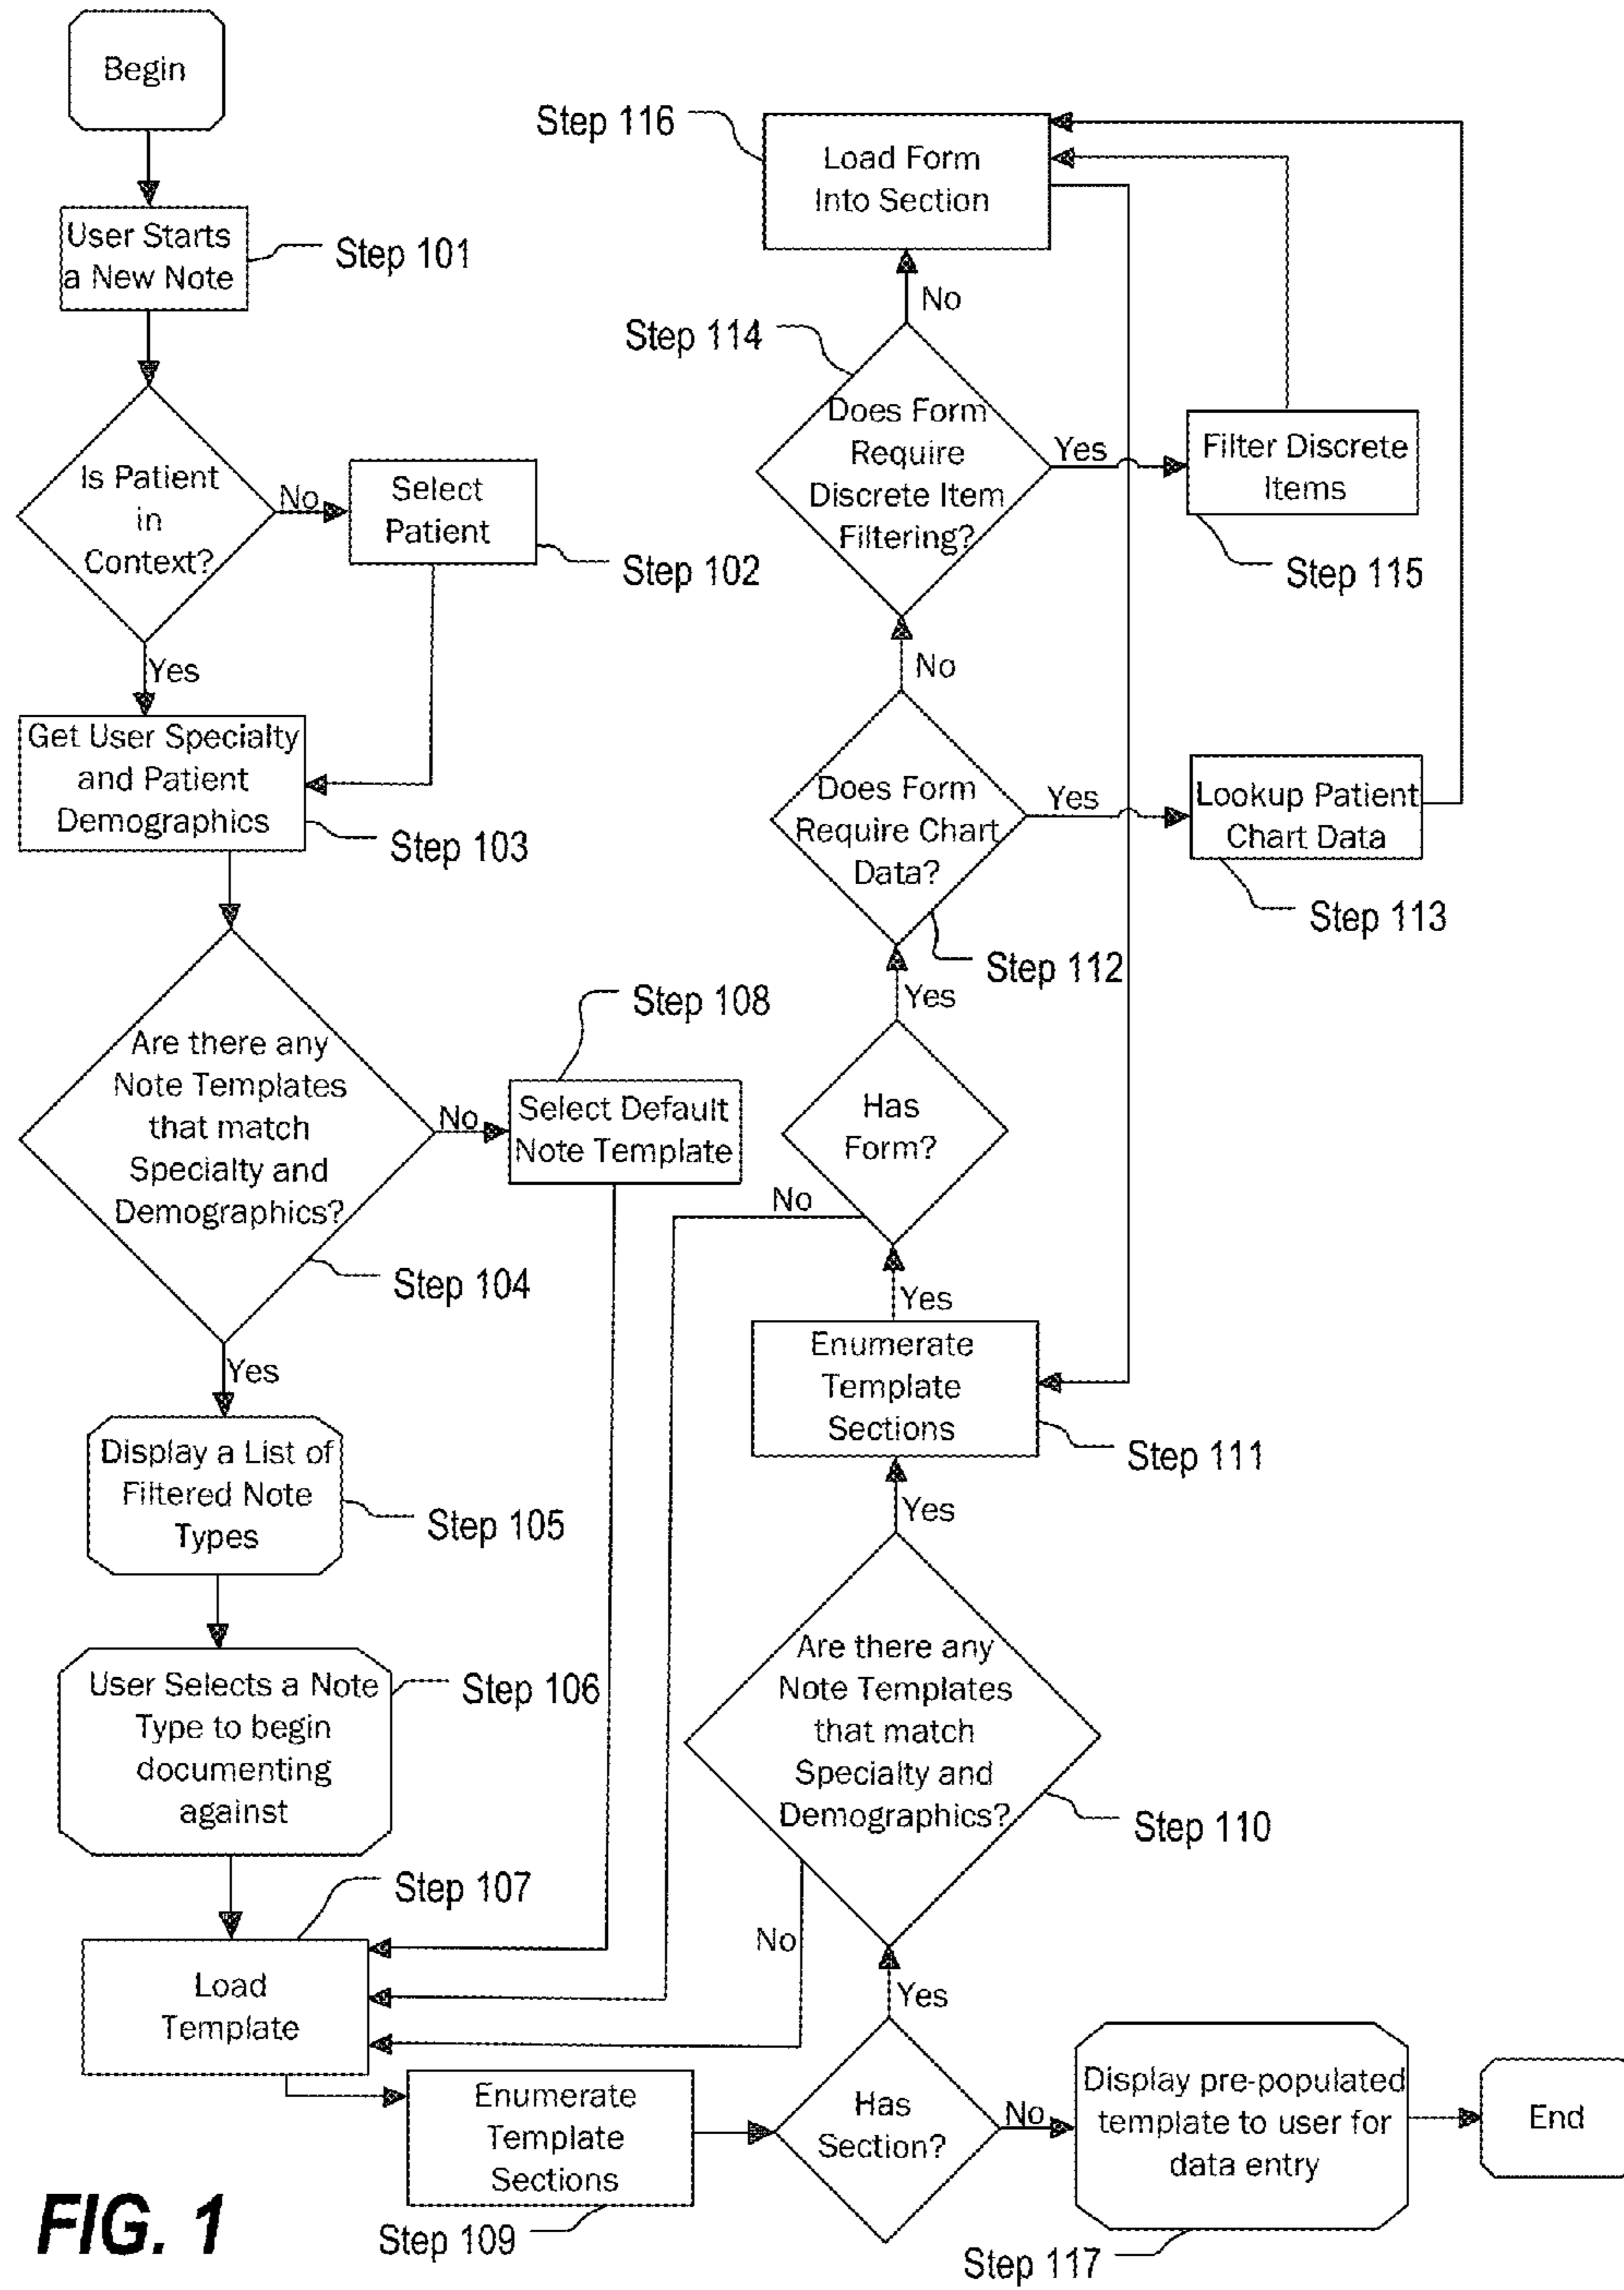 Begin
User Starts
a New Note
Step 101
Is Patient
in
Context?
No
Select
Patient
Step 102
Yes
Get User Specialty
and Patient
Demographics
Step 103
Are there any
Note Templates
that match
Specialty and
Demographics?
Step 104
No
Step 108
Select Default
Note Template
Yes
Display a List of
Filtered Note
Types
Step 105
User Selects a Note
Type to begin
documenting
against
Step 106
Step 107
Load
Template
Enumerate
Template
Sections
Step 109
Has
Section?
No
Display pre-populated
template to user for
data entry
Step 117
End
Yes
Are there any
Note Templates
that match
Specialty and
Demographics?
Step 110
No
Yes
Enumerate
Template
Sections
Step 111
Yes
Has
Form?
No
Yes
Does Form
Require Chart
Data?
Step 112
Yes
Lookup Patient
Chart Data
Step 113
No
Does Form
Require
Discrete Item
Filtering?
Step 114
Yes
Filter Discrete
Items
Step 115
No
Load Form
Into Section
Step 116
FIG. 1